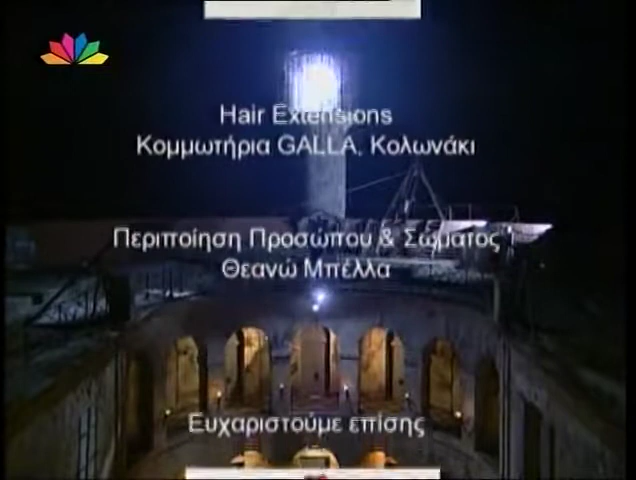 Hair Extensions
Κομμωτήρια GALLA, Κολωνάκι
Περιποίηση Προσώπου & Σώματος
Θεανώ Μπέλλα
Ευχαριστούμε επίσης